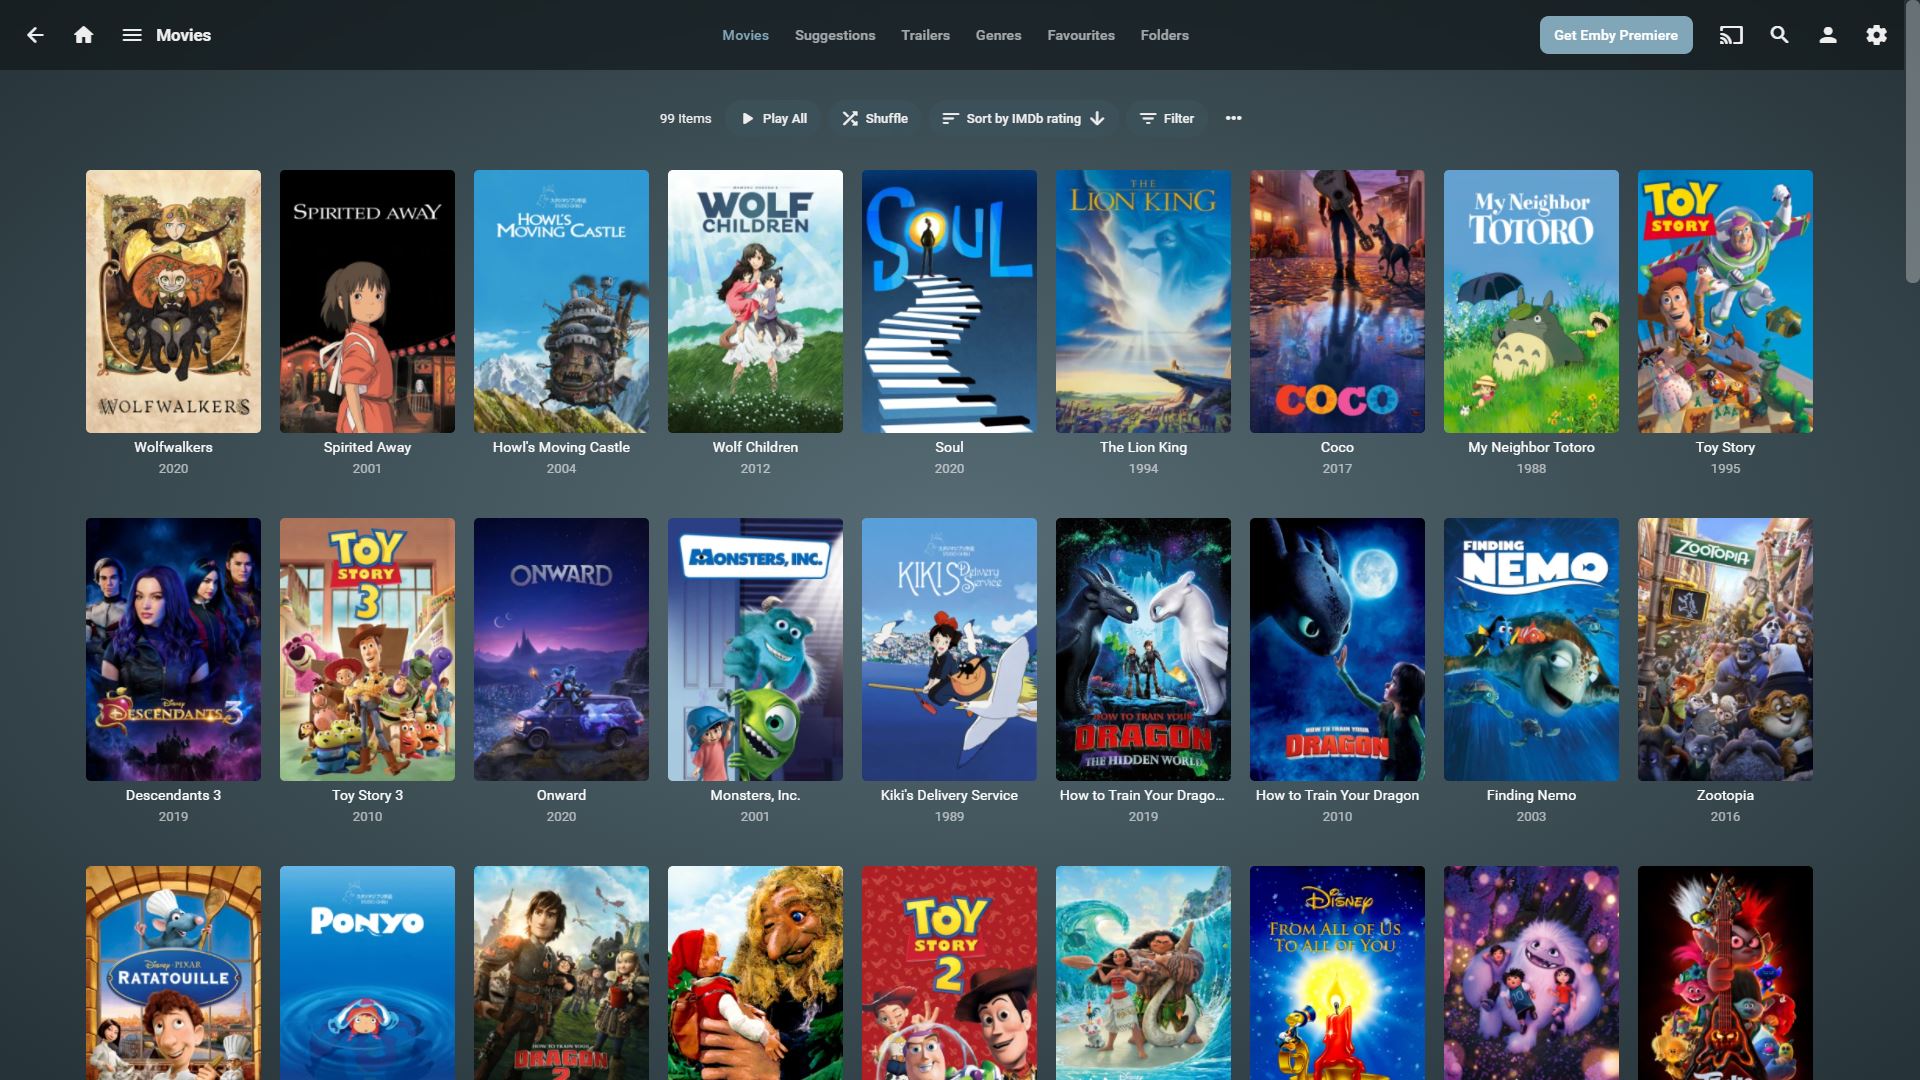 Movies
Movies Suggestions Trailers Genres Favourites Folders
Get Emby Premiere
99 Items Play All Shuffle Sort by IMDb rating Filter
WOLFWALKERS
SPIRITED AWAY
HOWL'S
MOVING CASTLE
WOLF
CHILDREN
SOUL
THE
LION KING
COCO
My Neighbor
TOTORO
TOY
STORY
Wolfwalkers
2020
Spirited Away
2001
Howl's Moving Castle
2004
Wolf Children
2012
Soul
2020
The Lion King
1994
Coco
2017
My Neighbor Totoro
1988
Toy Story
1995
Disney
DESCENDANTS 3
TOY
STORY
3
ONWARD
MONSTERS, INC.
KIKI'S Delivery
Service
HOW TO TRAIN YOUR
DRAGON
THE HIDDEN WORLD
HOW TO TRAIN YOUR
DRAGON
FINDING
NEMO
ZOOTOPIA
Descendants 3
2019
Toy Story 3
2010
Onward
2020
Monsters, Inc.
2001
Kiki's Delivery Service
1989
How to Train Your Drago...
2019
How to Train Your Dragon
2010
Finding Nemo
2003
Zootopia
2016
Disney · PIXAR
RATATOUILLE
PONYO
HOW TO TRAIN YOUR
DRAGON
2
TOY
STORY
2
Disney
Disney
FROM ALL OF US
TO ALL OF YOU